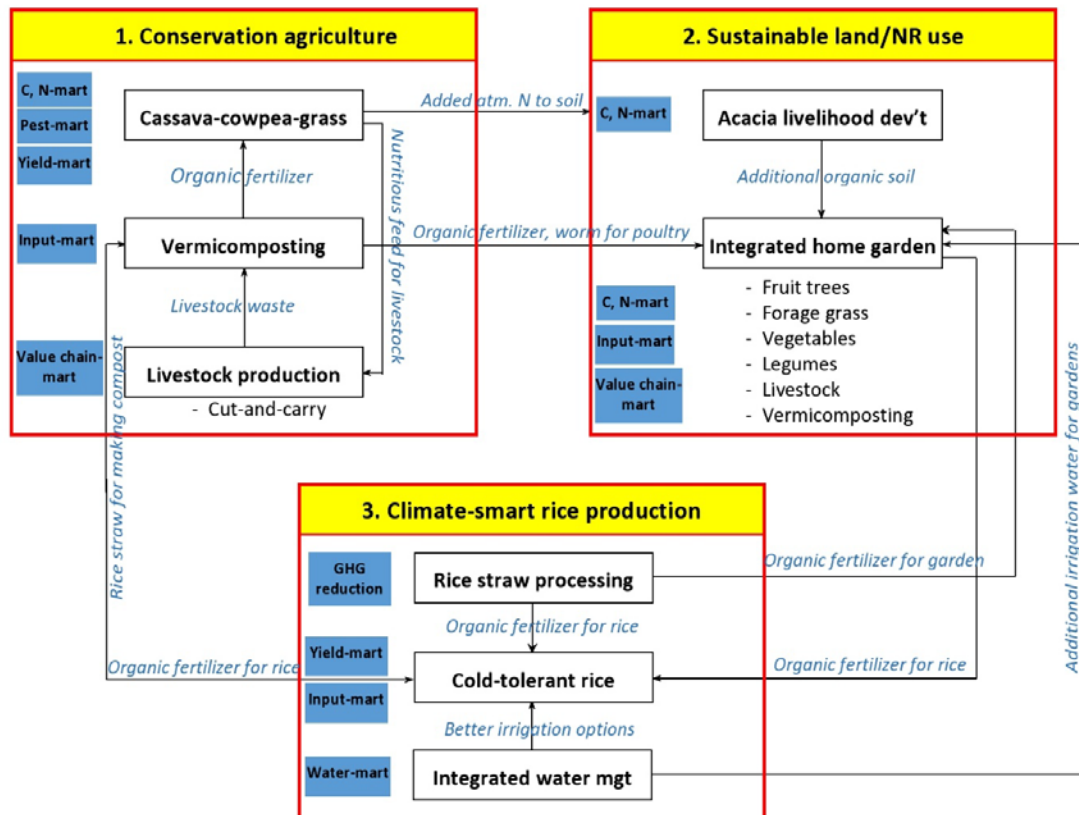 1. Conservation agriculture
C, N-mart
Pest-mart
Yield-mart
Cassava-cowpea-grass
Organic fertilizer
Nutritious feed for livestock
Input-mart
Vermicomposting
Livestock waste
Value chain-
mart
Livestock production
- Cut-and-carry
Added atm. N to soil
Organic fertilizer, worm for poultry
2. Sustainable land/NR use
C, N-mart
Acacia livelihood dev't
Additional organic soil
Integrated home garden
C, N-mart
Input-mart
Value chain-
mart
- Fruit trees
- Forage grass
- Vegetables
- Legumes
- Livestock
- Vermicomposting
Rice straw for making compost
Additional irrigation water for gardens
3. Climate-smart rice production
GHG
reduction
Rice straw processing
Organic fertilizer for garden
Organic fertilizer for rice
Yield-mart
Organic fertilizer for rice
Cold-tolerant rice
Organic fertilizer for rice
Input-mart
Better irrigation options
Water-mart
Integrated water mgt